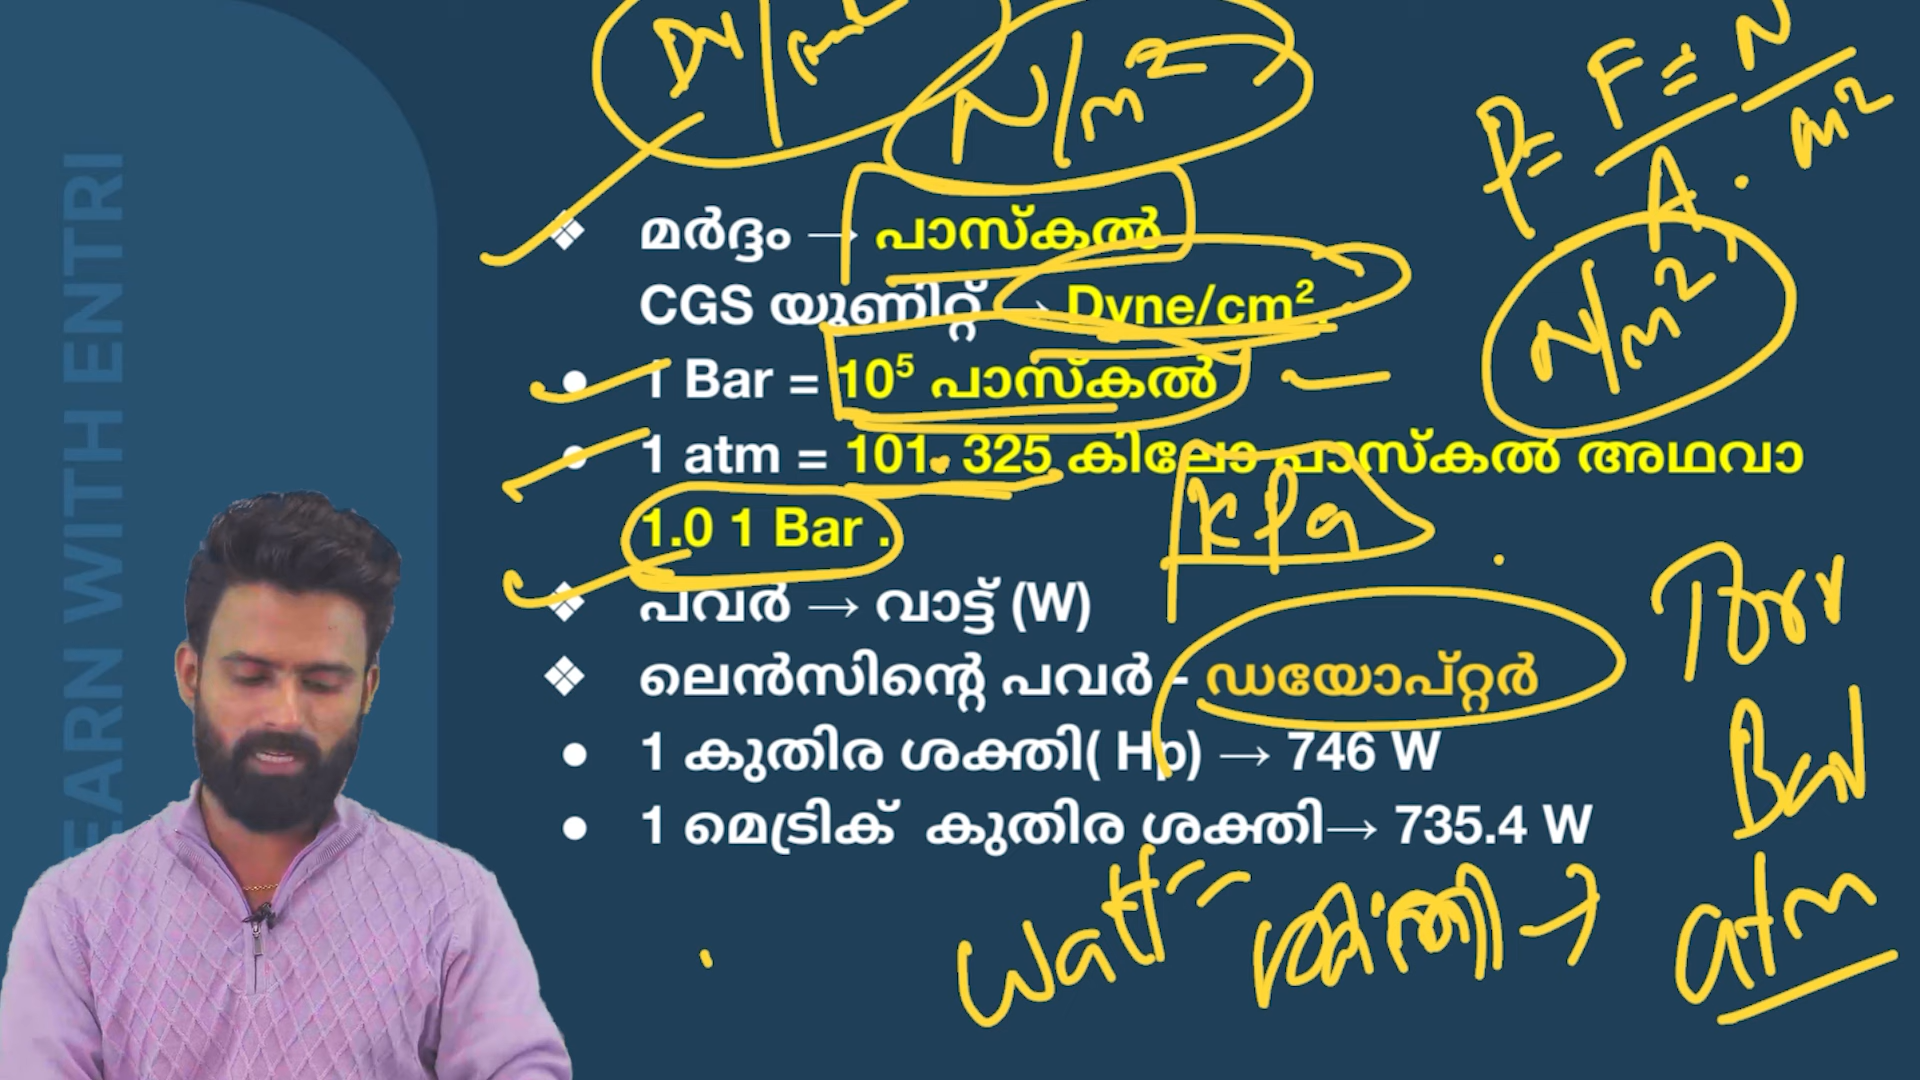 N/m²
P = F/A = N/m²
N/m²
മർദ്ദം → പാസ്കൽ
CGS യൂണിറ്റ് → Dyne/cm² .
1 Bar = 10⁵ പാസ്കൽ
1 atm = 101. 325 കിലോ പാസ്കൽ അഥവാ
1.0 1 Bar .
KPa
പവർ → വാട്ട് (W)
ലെൻസിൻ്റെ പവർ - ഡയോപ്റ്റർ
1 കുതിര ശക്തി( Hp) → 746 W
1 മെട്രിക് കുതിര ശക്തി→ 735.4 W
Torr
Bar
atm
Watt
EARN WITH ENTRI